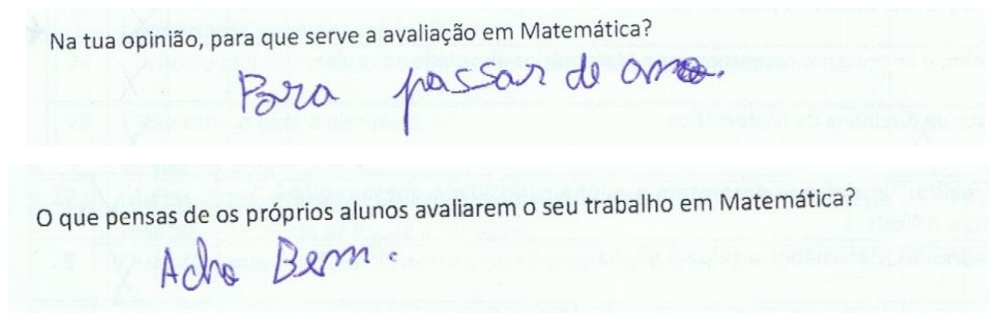 Na tua opinião, para que serve a avaliação em Matemática?
Para passar de ano.
O que pensas de os próprios alunos avaliarem o seu trabalho em Matemática?
Acho Bem.